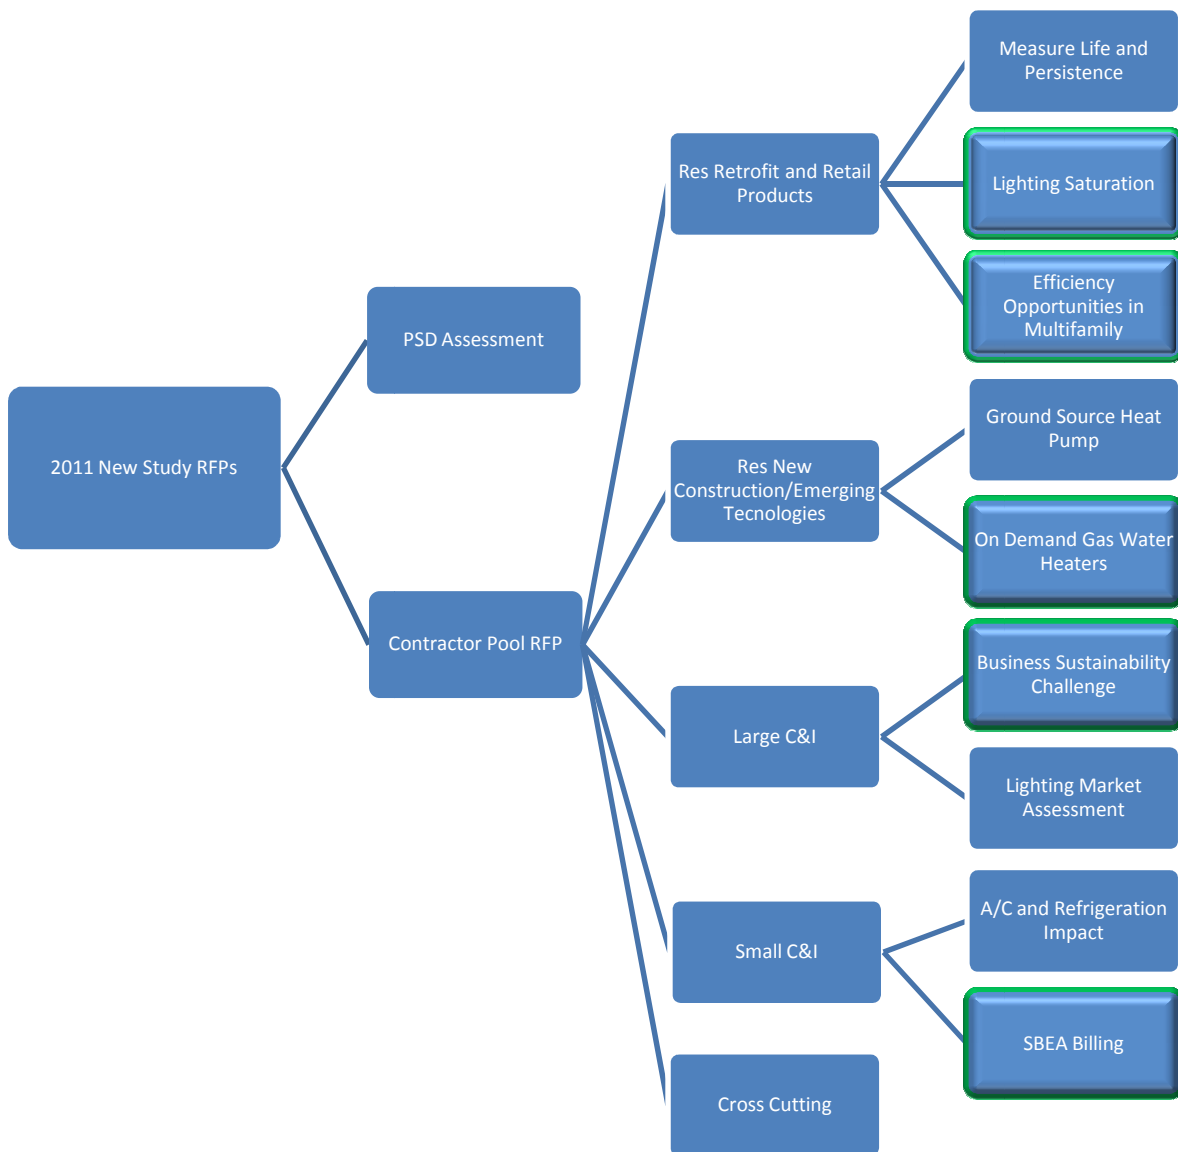 2011 New Study RFPs
PSD Assessment
Contractor Pool RFP
Res Retrofit and Retail
Products
Measure Life and
Persistence
Lighting Saturation
Efficiency
Opportunities in
Multifamily
Res New
Construction/Emerging
Tecnologies
Ground Source Heat
Pump
On Demand Gas Water
Heaters
Large C&I
Business Sustainability
Challenge
Lighting Market
Assessment
Small C&I
A/C and Refrigeration
Impact
SBEA Billing
Cross Cutting